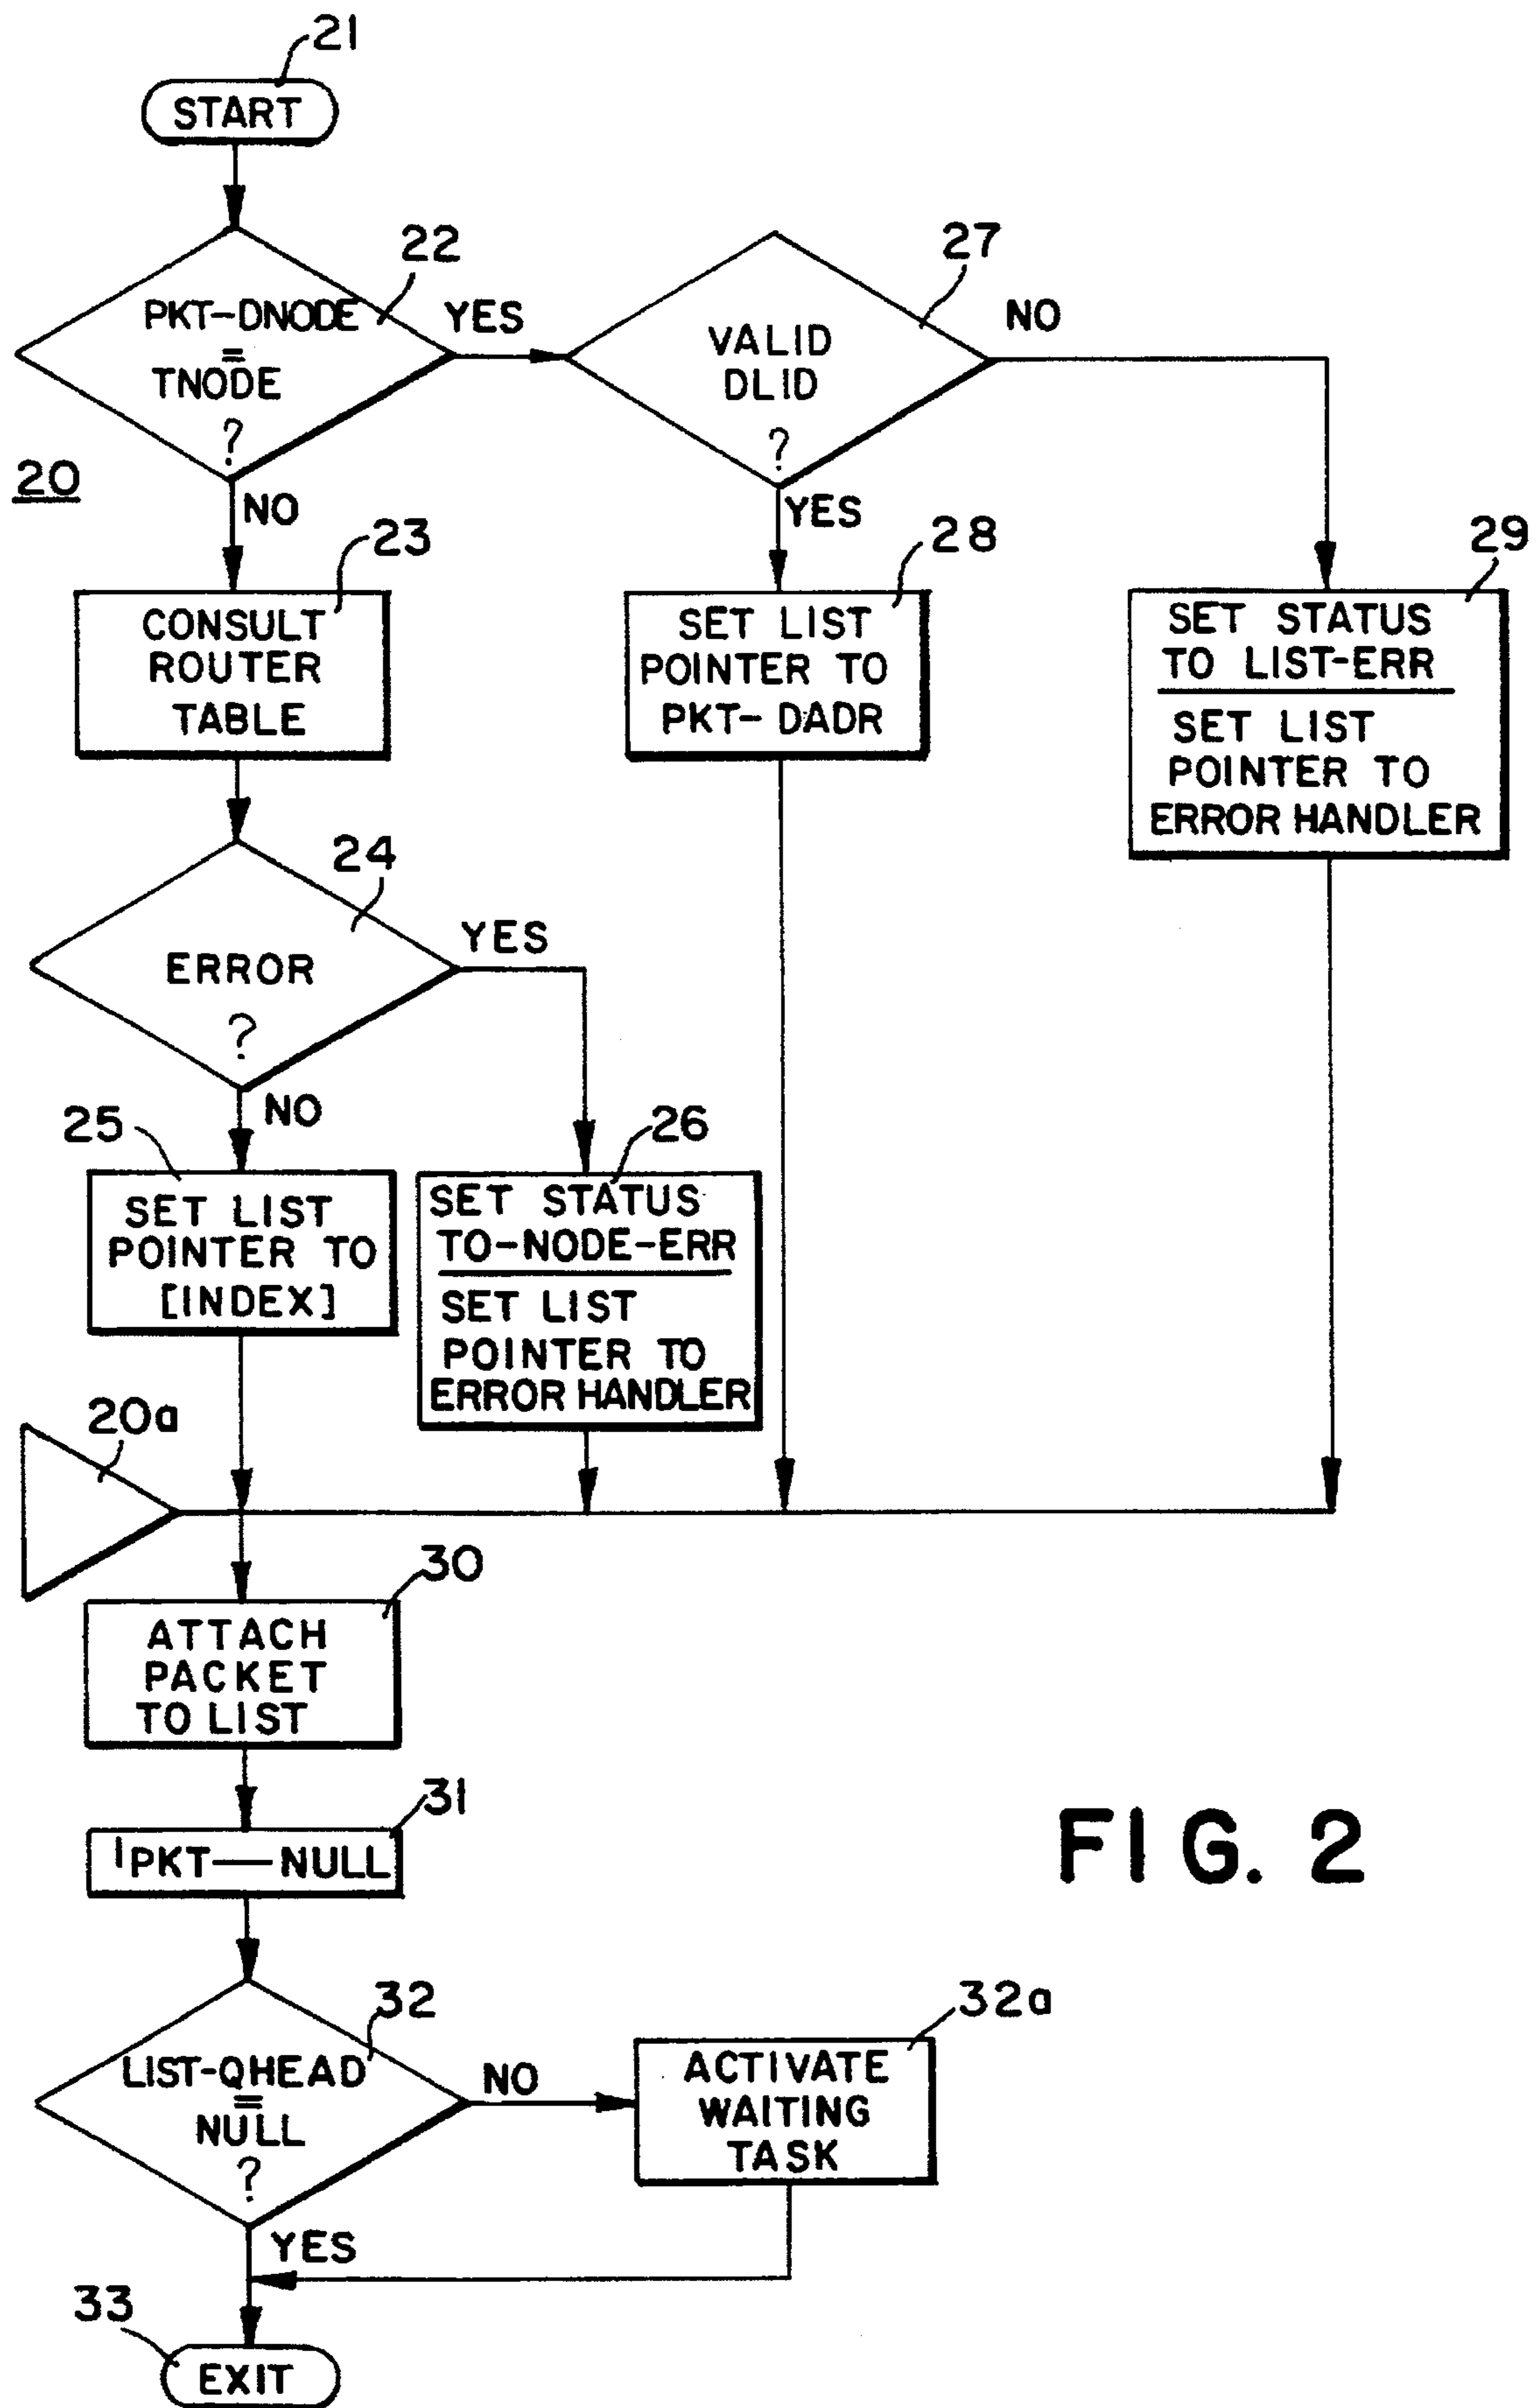 21
START
22
PKT-DNODE
=
TNODE
?
YES
NO
27
VALID
DLID
?
NO
YES
20
23
CONSULT
ROUTER
TABLE
28
SET LIST
POINTER TO
PKT- DADR
29
SET STATUS
TO LIST-ERR
SET LIST
POINTER TO
ERROR HANDLER
24
ERROR
?
YES
NO
25
SET LIST
POINTER TO
[INDEX]
26
SET STATUS
TO-NODE-ERR
SET LIST
POINTER TO
ERROR HANDLER
20a
30
ATTACH
PACKET
TO LIST
31
PKT—NULL
FIG. 2
32
LIST-QHEAD
=
NULL
?
NO
YES
32a
ACTIVATE
WAITING
TASK
33
EXIT